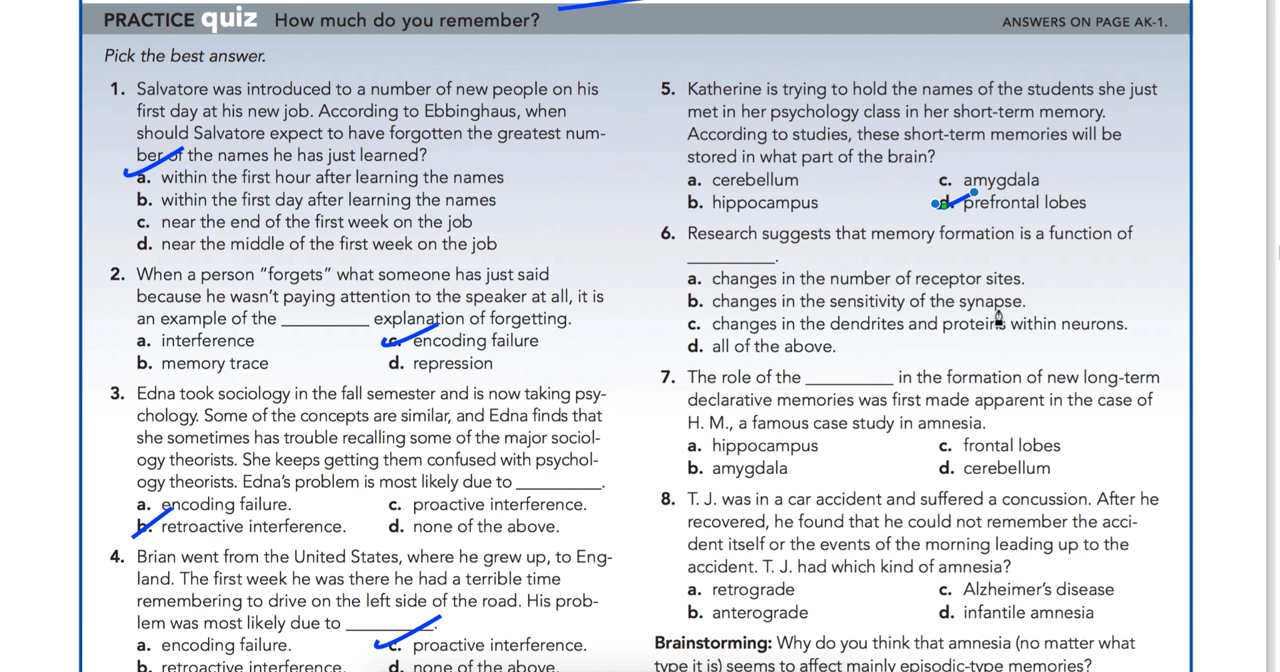 PRACTICE quiz How much do you remember?
ANSWERS ON PAGE AK-1.
Pick the best answer.
1. Salvatore was introduced to a number of new people on his
first day at his new job. According to Ebbinghaus, when
should Salvatore expect to have forgotten the greatest num-
ber of the names he has just learned?
a. within the first hour after learning the names
b. within the first day after learning the names
c. near the end of the first week on the job
d. near the middle of the first week on the job
2. When a person “forgets” what someone has just said
because he wasn’t paying attention to the speaker at all, it is
an example of the __________ explanation of forgetting.
a. interference
c. encoding failure
b. memory trace
d. repression
3. Edna took sociology in the fall semester and is now taking psy-
chology. Some of the concepts are similar, and Edna finds that
she sometimes has trouble recalling some of the major sociol-
ogy theorists. She keeps getting them confused with psychol-
ogy theorists. Edna’s problem is most likely due to __________.
a. encoding failure.
c. proactive interference.
b. retroactive interference.
d. none of the above.
4. Brian went from the United States, where he grew up, to Eng-
land. The first week he was there he had a terrible time
remembering to drive on the left side of the road. His prob-
lem was most likely due to __________.
a. encoding failure.
c. proactive interference.
b. retroactive interference.
d. none of the above.
5. Katherine is trying to hold the names of the students she just
met in her psychology class in her short-term memory.
According to studies, these short-term memories will be
stored in what part of the brain?
a. cerebellum
c. amygdala
b. hippocampus
d. prefrontal lobes
6. Research suggests that memory formation is a function of
__________.
a. changes in the number of receptor sites.
b. changes in the sensitivity of the synapse.
c. changes in the dendrites and proteins within neurons.
d. all of the above.
7. The role of the __________ in the formation of new long-term
declarative memories was first made apparent in the case of
H. M., a famous case study in amnesia.
a. hippocampus
c. frontal lobes
b. amygdala
d. cerebellum
8. T. J. was in a car accident and suffered a concussion. After he
recovered, he found that he could not remember the acci-
dent itself or the events of the morning leading up to the
accident. T. J. had which kind of amnesia?
a. retrograde
c. Alzheimer’s disease
b. anterograde
d. infantile amnesia
Brainstorming: Why do you think that amnesia (no matter what
type it is) seems to affect mainly episodic-type memories?